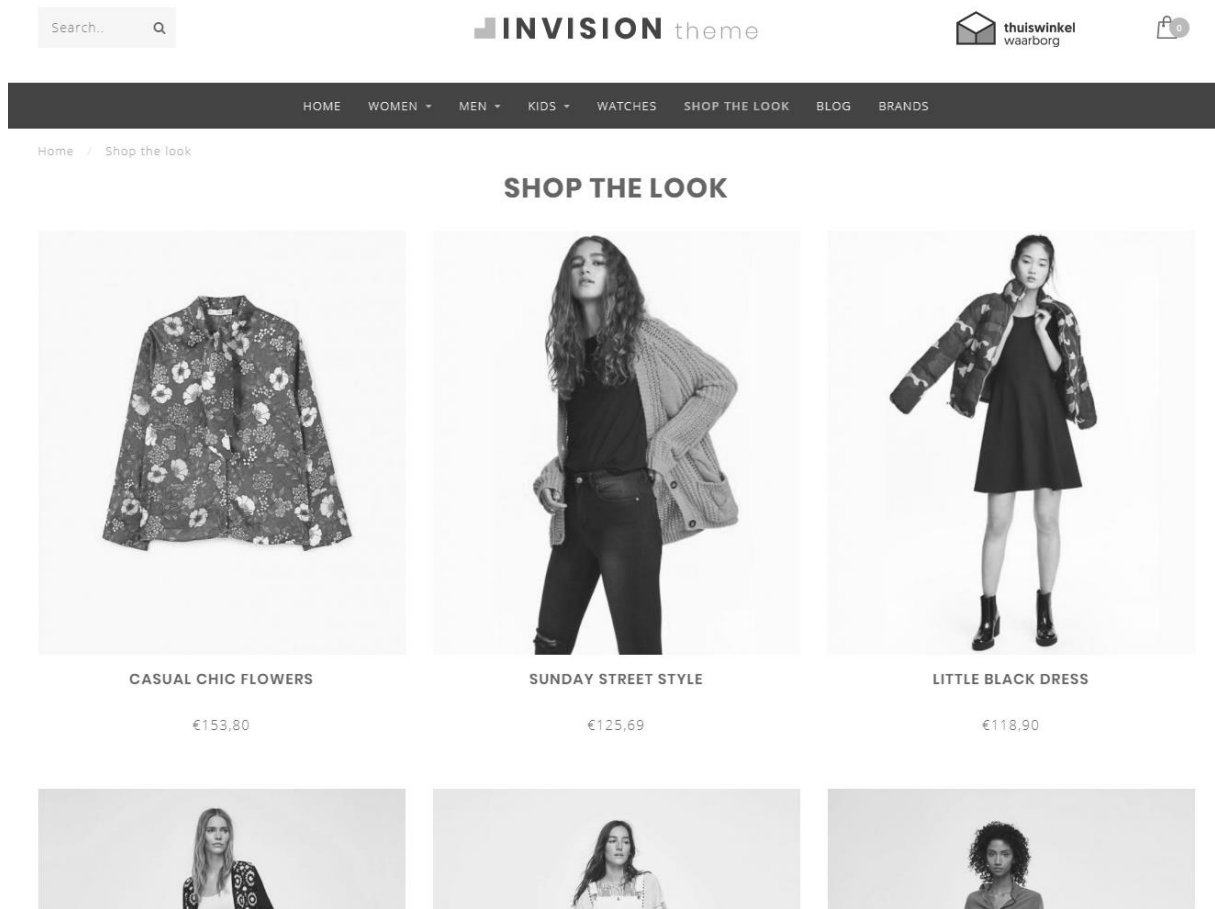 Search..
INVISION theme
thuiswinkel
waarborg
0
HOME WOMEN MEN KIDS WATCHES SHOP THE LOOK BLOG BRANDS
Home / Shop the look
SHOP THE LOOK
CASUAL CHIC FLOWERS
SUNDAY STREET STYLE
LITTLE BLACK DRESS
€153,80
€125,69
€118,90